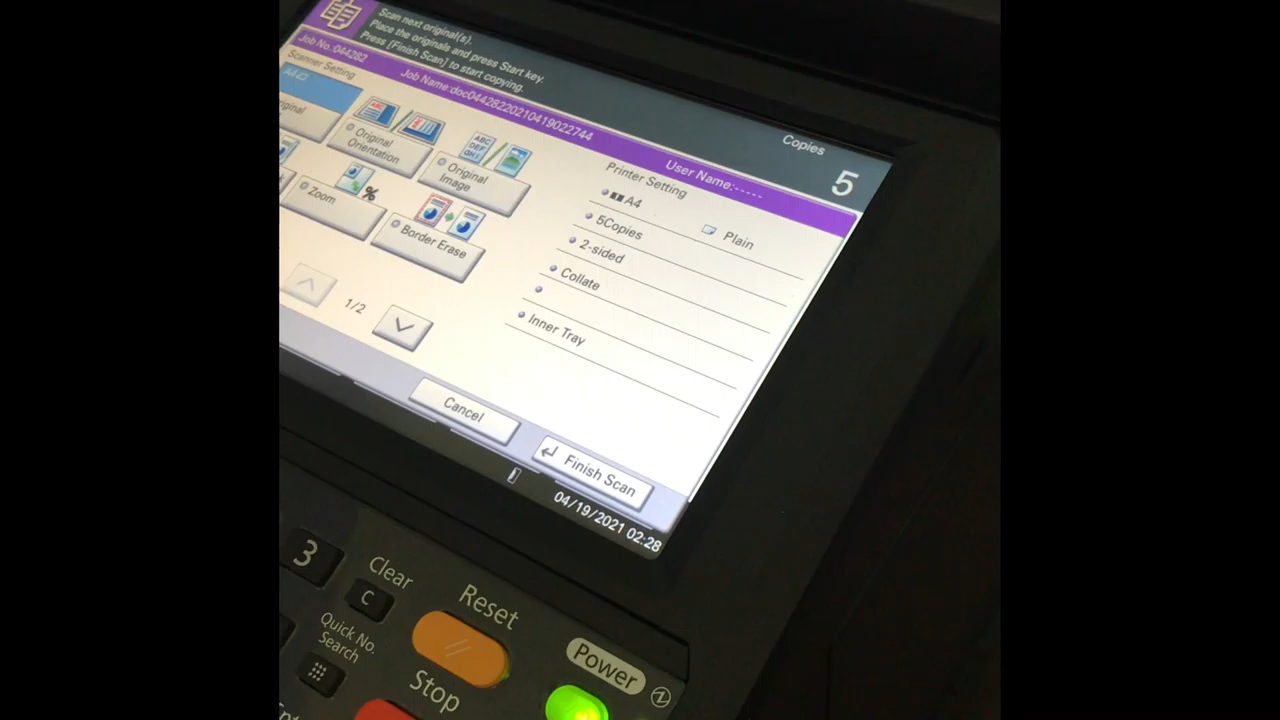 Scan next original(s).
Place the originals and press Start key.
Press [Finish Scan] to start copying.
Copies
5
Job No.:044282
Job Name:doc04428220210419022744
User Name:-----
Scanner Setting
Original
Orientation
Original
Image
Zoom
%
Border Erase
1/2
Printer Setting
A4
Plain
5Copies
2-sided
Collate
Inner Tray
Cancel
Finish Scan
04/19/2021 02:28
3
Clear
C
Reset
Quick No.
Search
Stop
Power